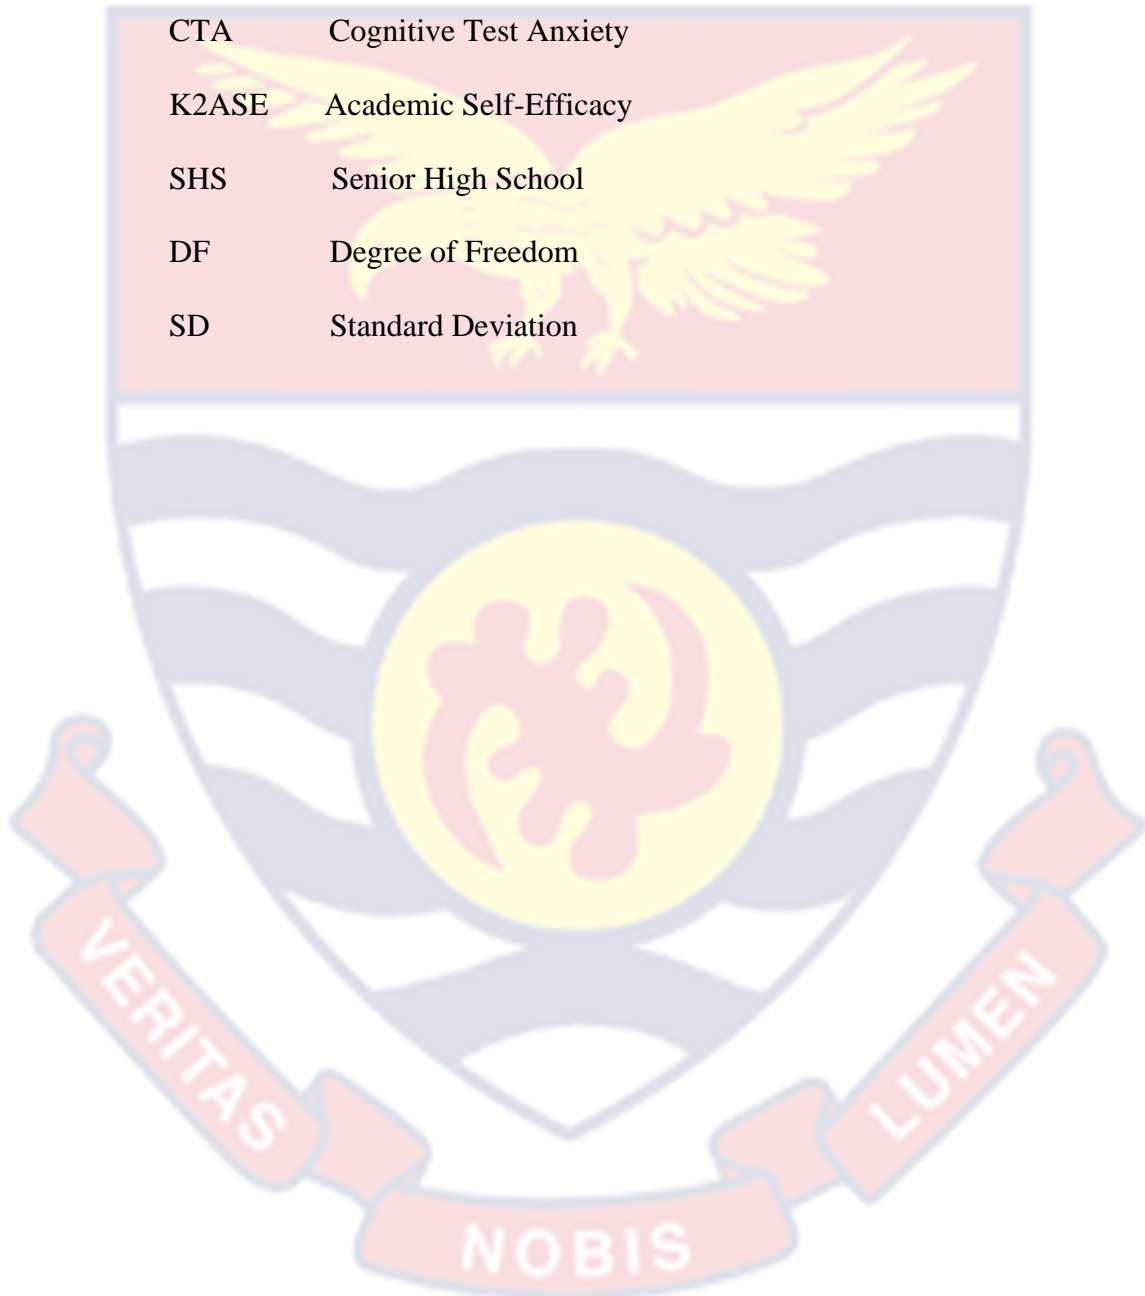 CTA Cognitive Test Anxiety
K2ASE Academic Self-Efficacy
SHS Senior High School
DF Degree of Freedom
SD Standard Deviation
VERITAS
NOBIS
LUMEN